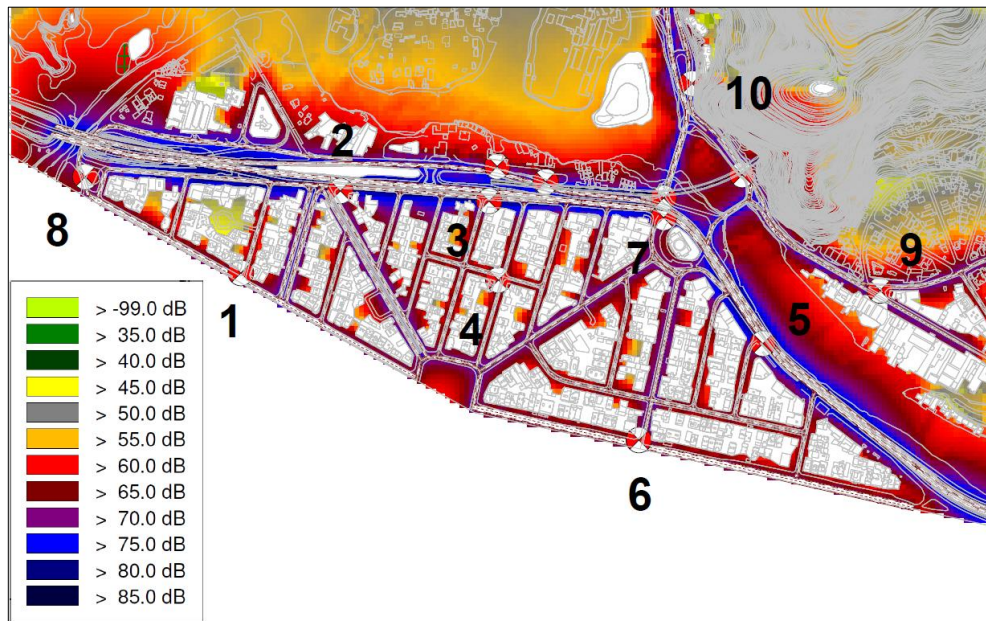 10
2
8
3
7
9
1
4
5
6
> -99.0 dB
> 35.0 dB
> 40.0 dB
> 45.0 dB
> 50.0 dB
> 55.0 dB
> 60.0 dB
> 65.0 dB
> 70.0 dB
> 75.0 dB
> 80.0 dB
> 85.0 dB